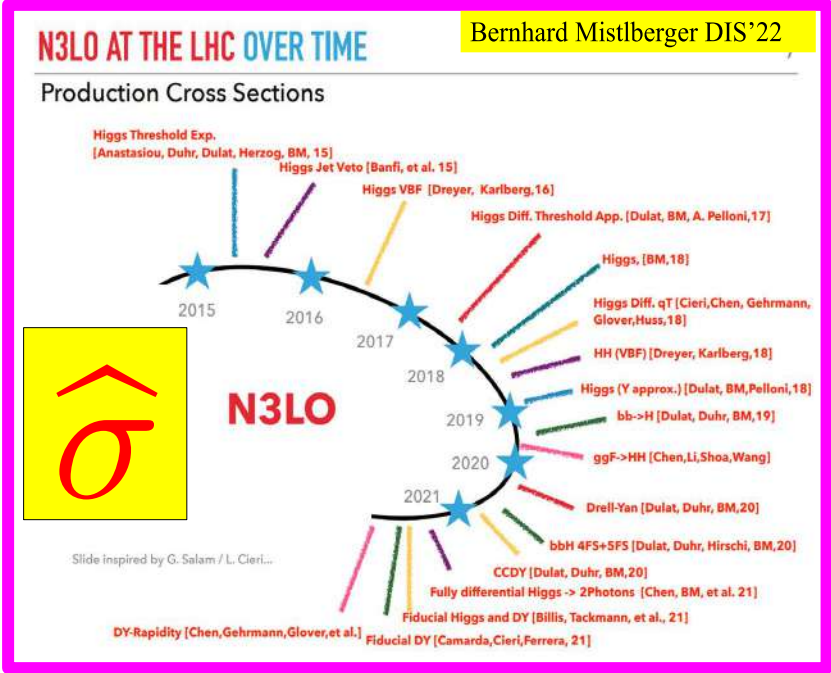 N3LO AT THE LHC OVER TIME
Bernhard Mistlberger DIS'22
Production Cross Sections
Higgs Threshold Exp.
[Anastasiou, Duhr, Dulat, Herzog, BM, 15]
Higgs Jet Veto [Banfi, et al. 15]
Higgs VBF [Dreyer, Karlberg,16]
Higgs Diff. Threshold App. [Dulat, BM, A. Pelloni,17]
Higgs, [BM,18]
Higgs Diff. qT [Cieri,Chen, Gehrmann,
Glover,Huss,18]
HH (VBF) [Dreyer, Karlberg,18]
Higgs (Y approx.) [Dulat, BM,Pelloni,18]
bb->H [Dulat, Duhr, BM,19]
ggF->HH [Chen,Li,Shoa,Wang]
Drell-Yan [Dulat, Duhr, BM,20]
bbH 4FS+5FS [Dulat, Duhr, Hirschi, BM,20]
CCDY [Dulat, Duhr, BM,20]
Fully differential Higgs -> 2Photons [Chen, BM, et al. 21]
Fiducial Higgs and DY [Billis, Tackmann, et al., 21]
Fiducial DY [Camarda,Cieri,Ferrera, 21]
DY-Rapidity [Chen,Gehrmann,Glover,et al.]
2015
2016
2017
2018
2019
2020
2021
N3LO
σ̂
Slide inspired by G. Salam / L. Cieri...